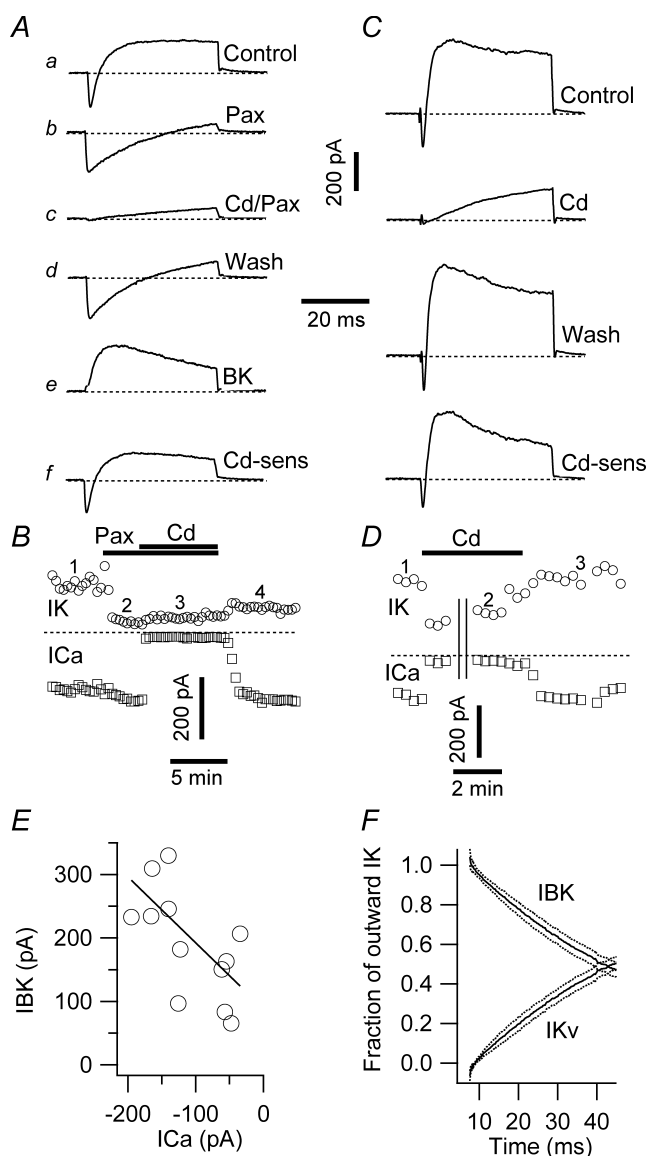 A
C
a
Control
Control
b
Pax
200 pA
c
Cd/Pax
Cd
d
Wash
20 ms
Wash
e
BK
f
Cd-sens
Cd-sens
B
Pax
Cd
D
Cd
1
2
3
4
IK
ICa
200 pA
5 min
1
2
3
IK
ICa
200 pA
2 min
E
F
300
200
100
0
IBK (pA)
-200
-100
0
ICa (pA)
1.0
0.8
0.6
0.4
0.2
0.0
Fraction of outward IK
IBK
IKv
10
20
30
40
Time (ms)